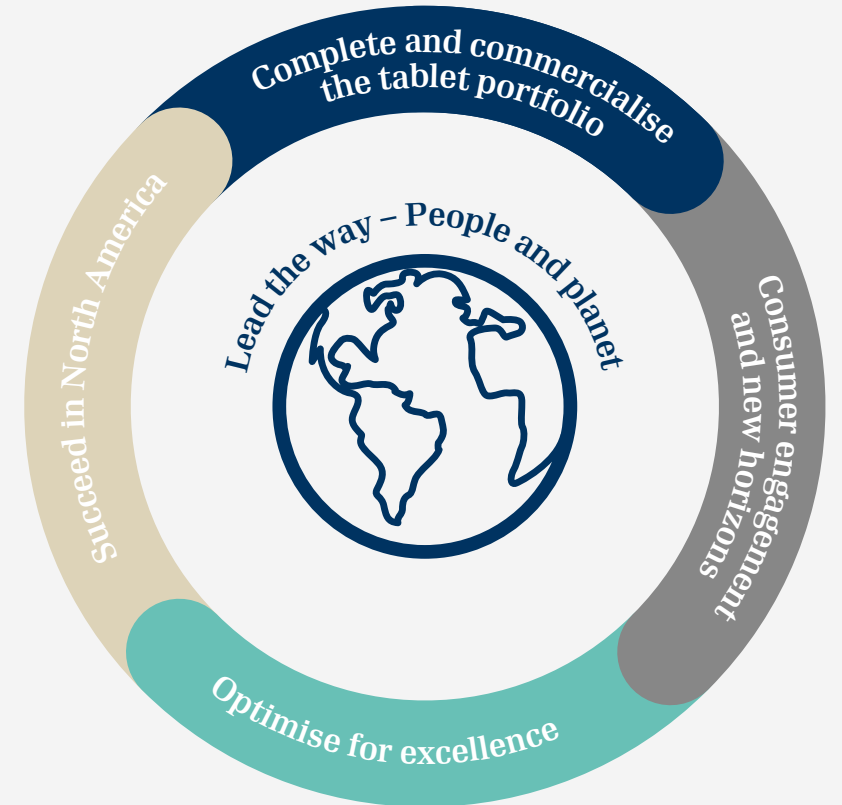 Complete and commercialise
the tablet portfolio
Consumer engagement
and new horizons
Optimise for excellence
Succeed in North America
Lead the way – People and planet